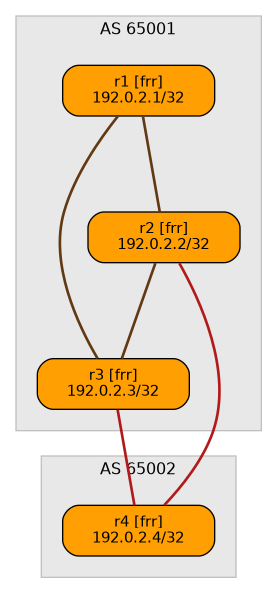 AS 65001
r1 [frr]
192.0.2.1/32
r2 [frr]
192.0.2.2/32
r3 [frr]
192.0.2.3/32
AS 65002
r4 [frr]
192.0.2.4/32